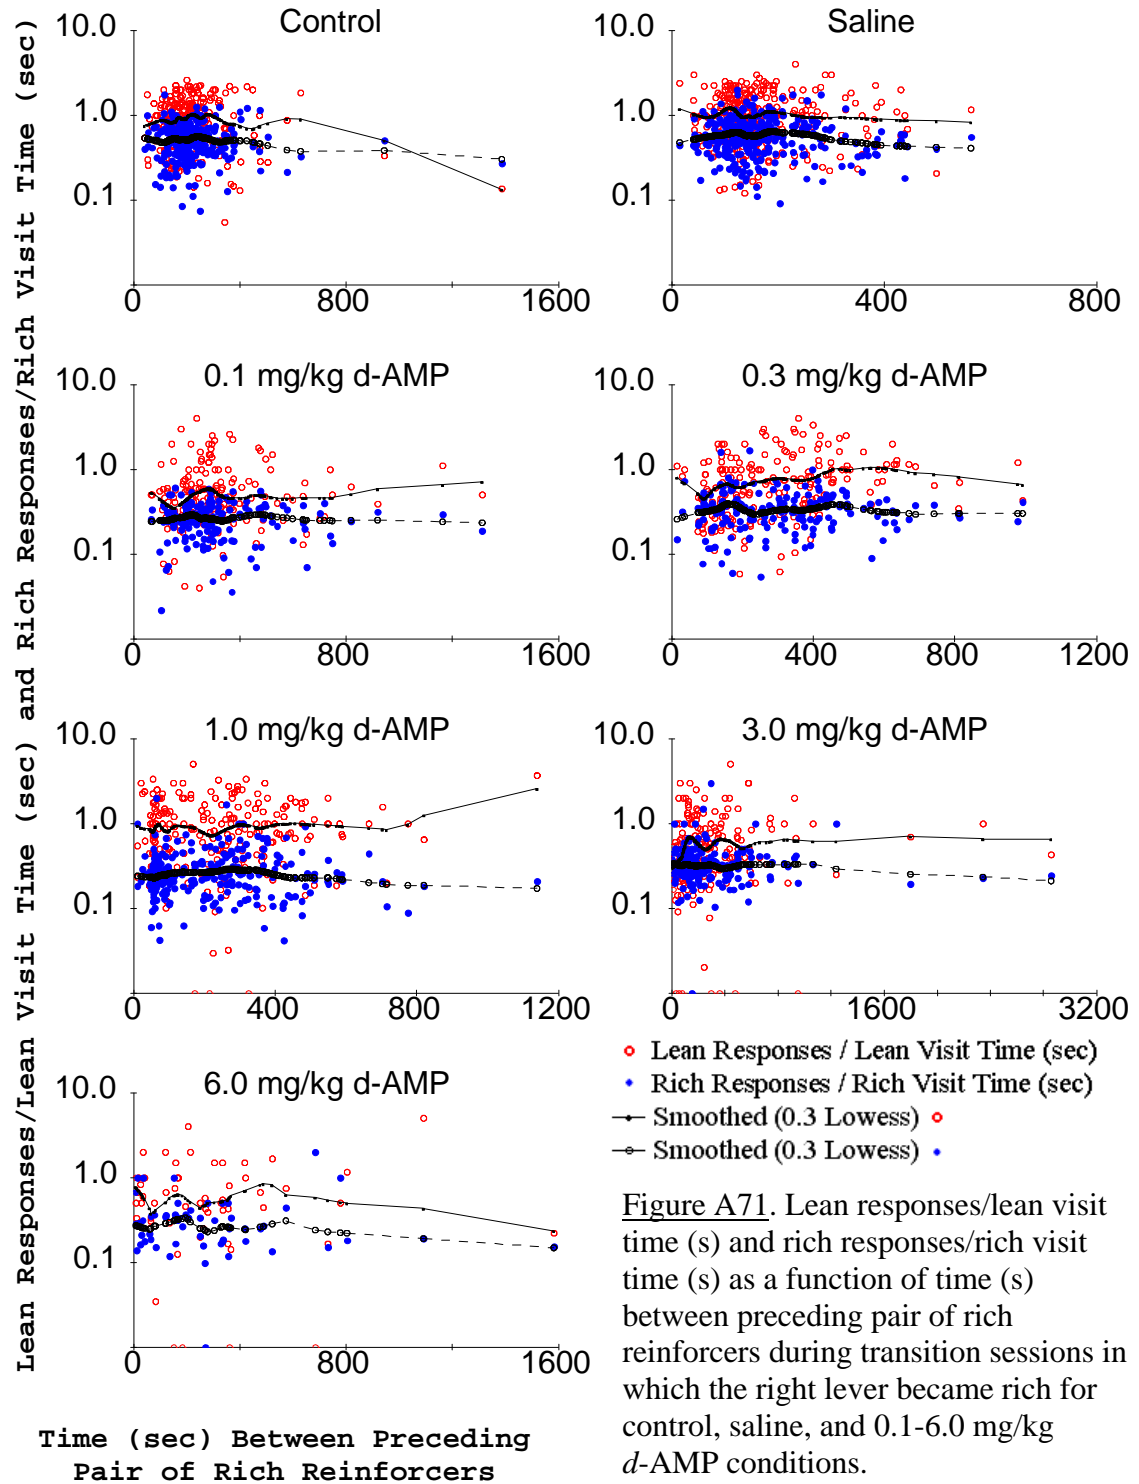 Lean Responses/Lean Visit Time (sec) and Rich Responses/Rich Visit Time (sec)
Control
10.0
1.0
0.1
0 800 1600
Saline
0 400 800
0.1 mg/kg d-AMP
10.0
1.0
0.1
0 800 1600
0.3 mg/kg d-AMP
10.0
1.0
0.1
0 400 800 1200
1.0 mg/kg d-AMP
10.0
1.0
0.1
0 400 800 1200
3.0 mg/kg d-AMP
10.0
1.0
0.1
0 1600 3200
6.0 mg/kg d-AMP
10.0
1.0
0.1
0 800 1600
Time (sec) Between Preceding
Pair of Rich Reinforcers
Lean Responses / Lean Visit Time (sec)
Rich Responses / Rich Visit Time (sec)
Smoothed (0.3 Lowess)
Smoothed (0.3 Lowess)
Figure A71. Lean responses/lean visit
time (s) and rich responses/rich visit
time (s) as a function of time (s)
between preceding pair of rich
reinforcers during transition sessions in
which the right lever became rich for
control, saline, and 0.1-6.0 mg/kg
d-AMP conditions.